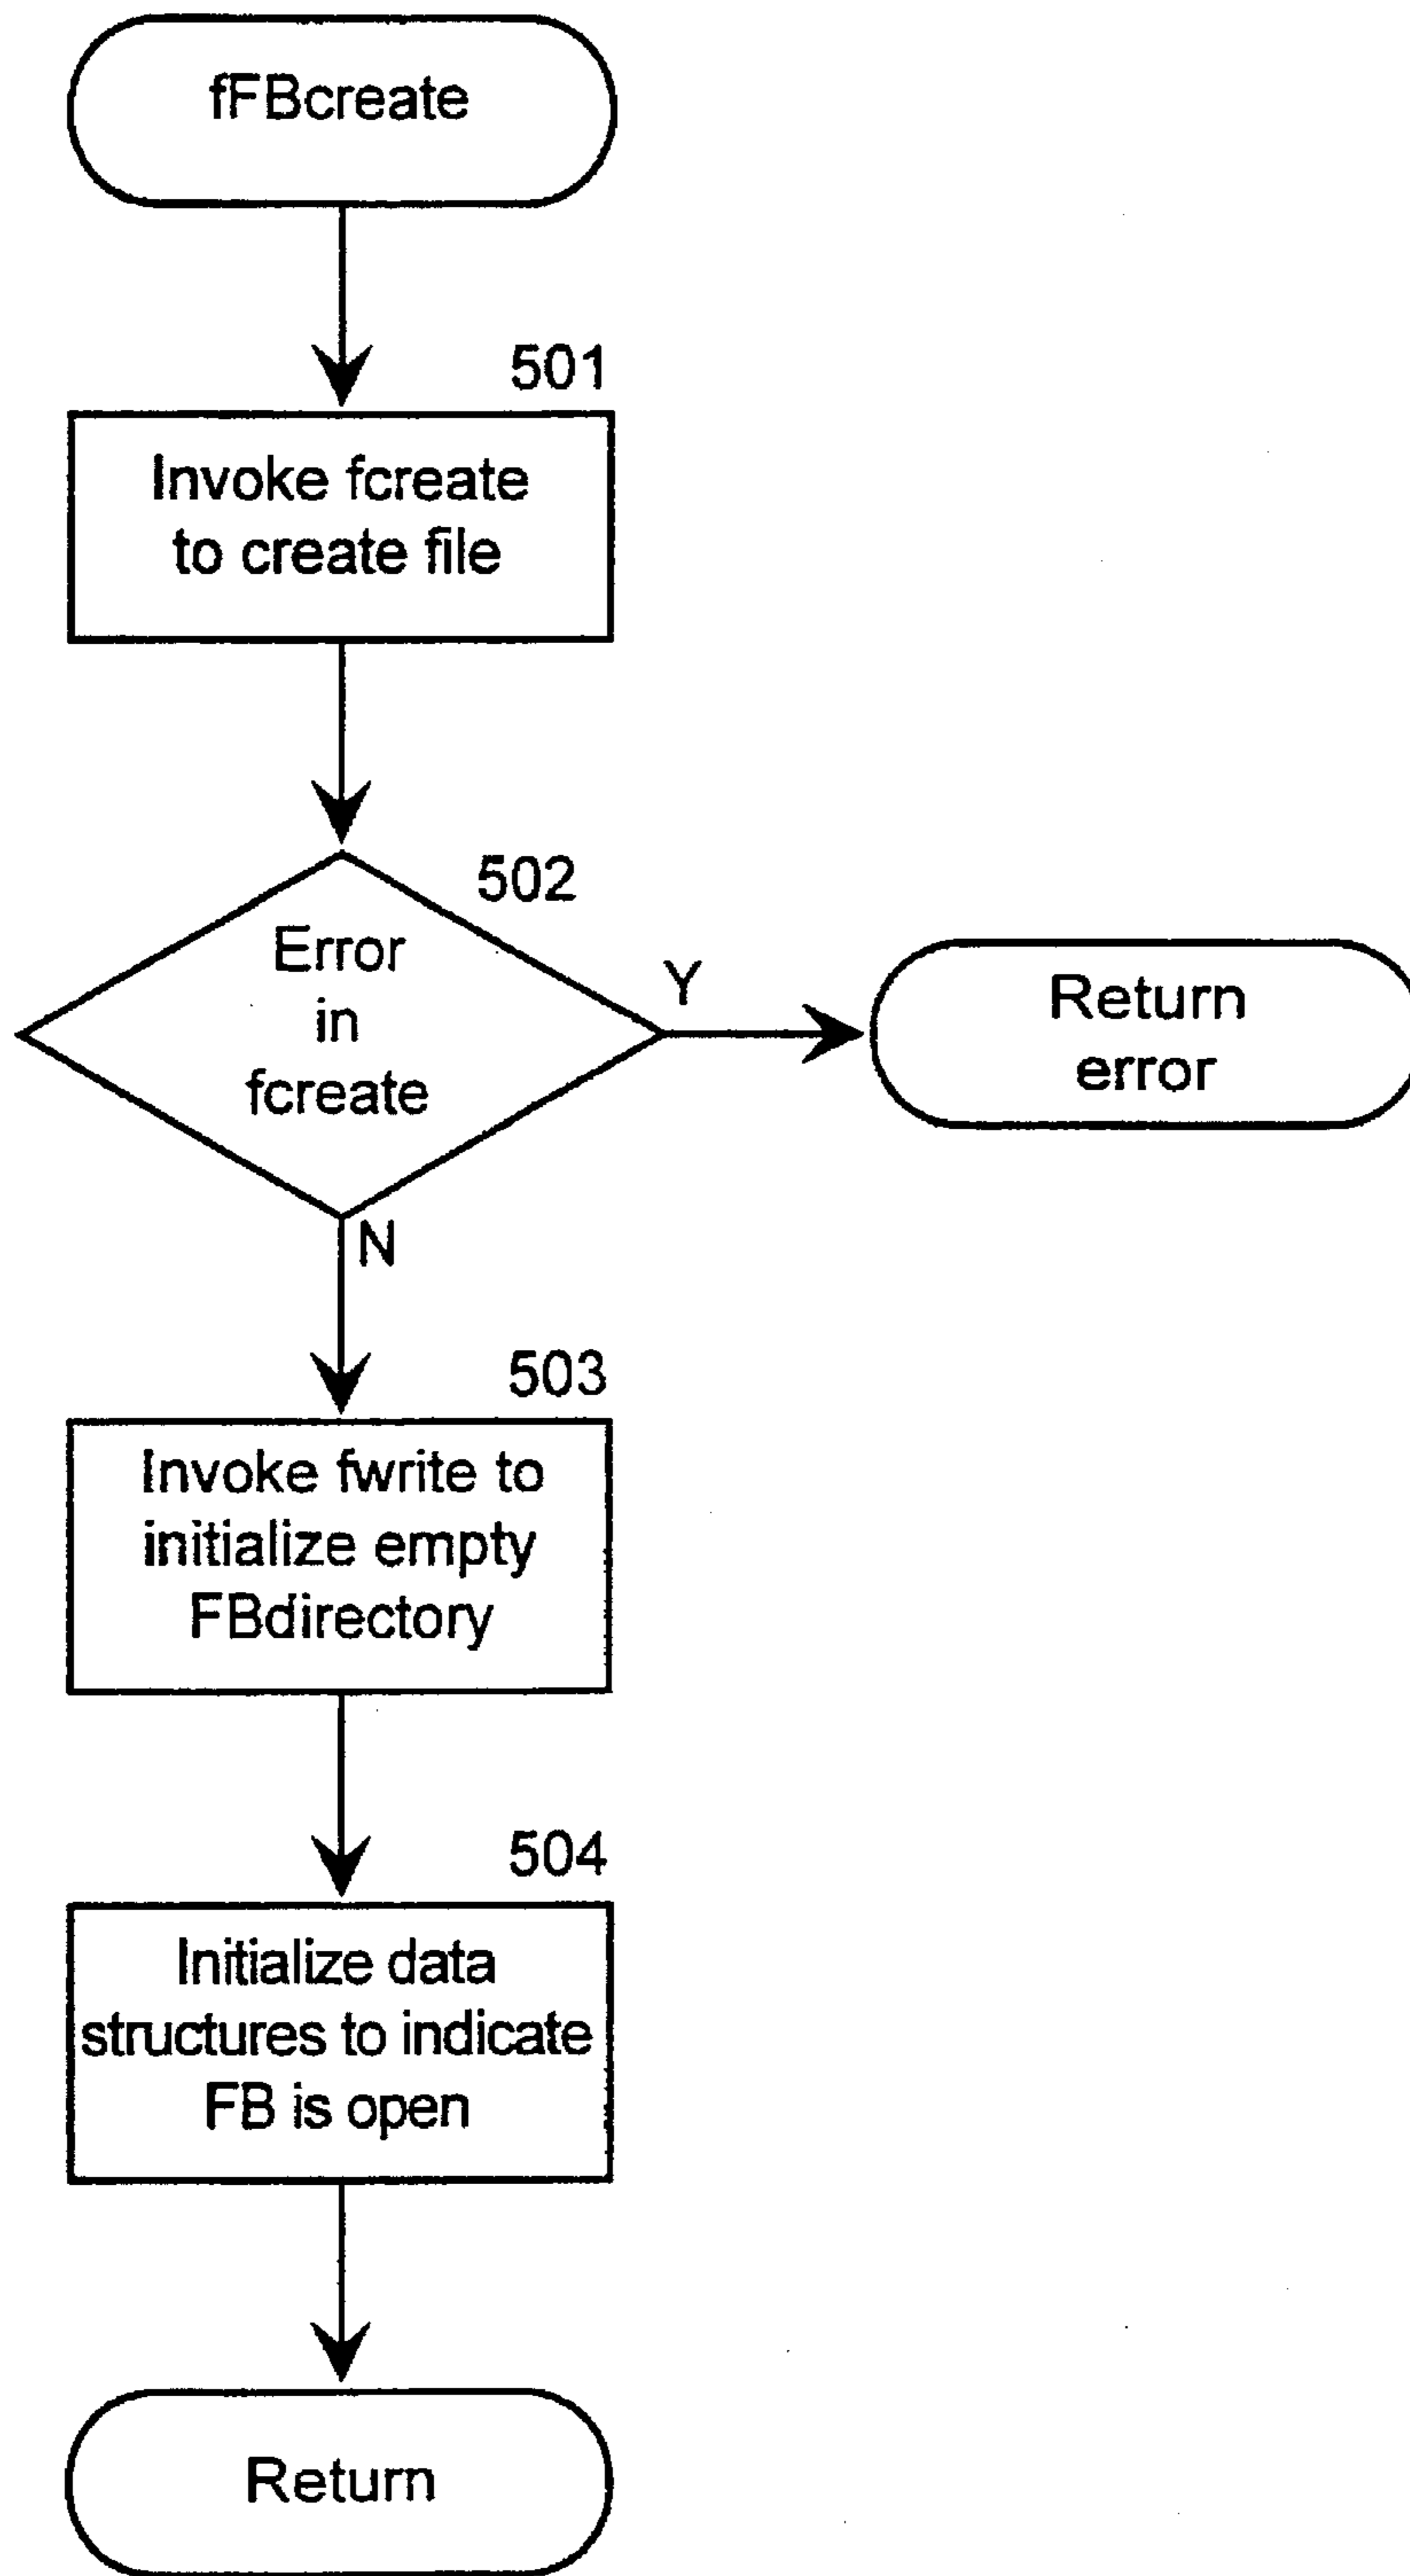 fFBcreate
501
Invoke fcreate
to create file
502
Error
in
fcreate
Y
Return
error
N
503
Invoke fwrite to
initialize empty
FBdirectory
504
Initialize data
structures to indicate
FB is open
Return